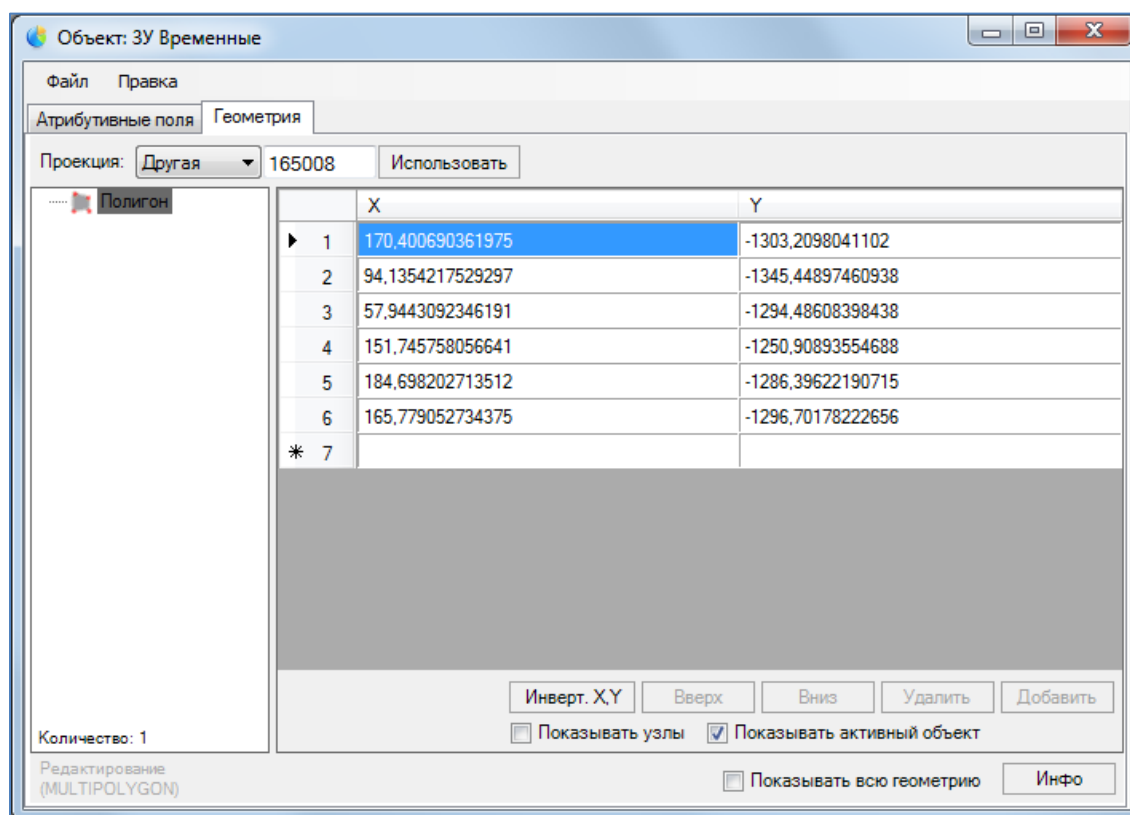 Объект: ЗУ Временные
Файл Правка
Атрибутивные поля Геометрия
Проекция: Другая 165008 Использовать
Полигон
X Y
1 170,400690361975 -1303,2098041102
2 94,1354217529297 -1345,44897460938
3 57,9443092346191 -1294,48608398438
4 151,745758056641 -1250,90893554688
5 184,698202713512 -1286,39622190715
6 165,779052734375 -1296,70178222656
* 7
Инверт. X,Y Вверх Вниз Удалить Добавить
Показывать узлы Показывать активный объект
Количество: 1
Редактирование
(MULTIPOLYGON)
Показывать всю геометрию Инфо